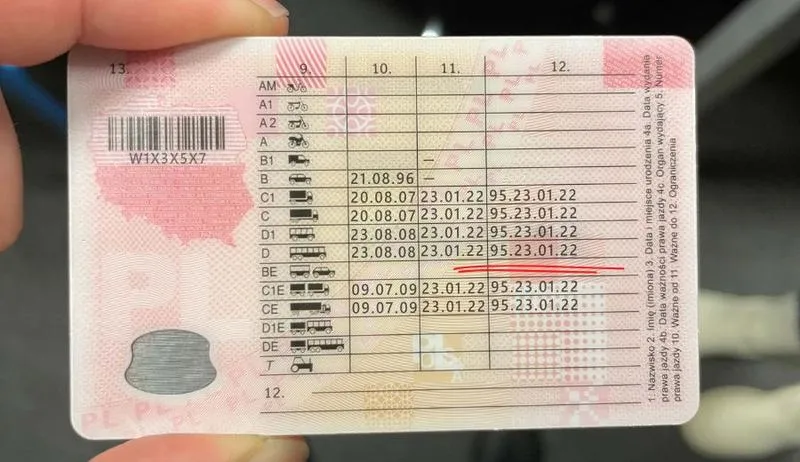 13. 9. 10. 11. 12.
AM
A1
A2
A
B1 —
B 21.08.96 —
C1 20.08.07 23.01.22 95.23.01.22
C 20.08.07 23.01.22 95.23.01.22
D1 23.08.08 23.01.22 95.23.01.22
D 23.08.08 23.01.22 95.23.01.22
BE
C1E 09.07.09 23.01.22 95.23.01.22
CE 09.07.09 23.01.22 95.23.01.22
D1E
DE
T
12.
W1X3X5X7
1. Nazwisko 2. Imię (imiona) 3. Data i miejsce urodzenia 4a. Data wydania
prawa jazdy 4b. Data ważności prawa jazdy 4c. Organ wydający 5. Numer
prawa jazdy 10. Ważne od 11. Ważne do 12. Ograniczenia
PL